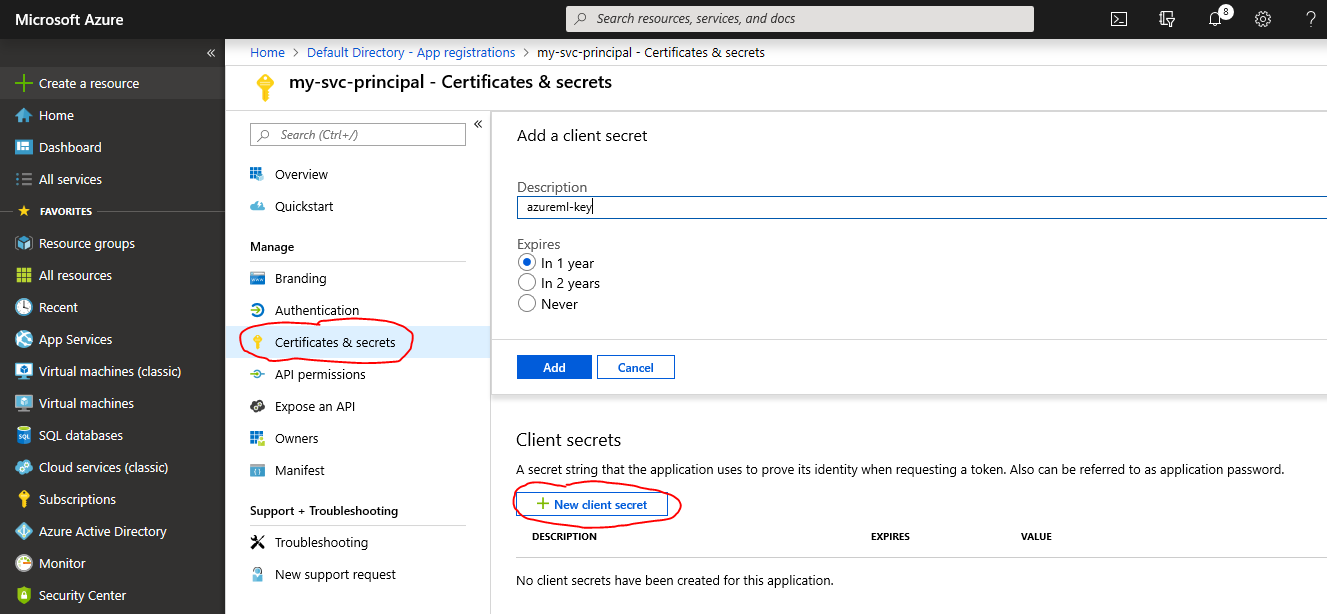 Microsoft Azure
Search resources, services, and docs
8
?
«
Create a resource
Home
Dashboard
All services
FAVORITES
Resource groups
All resources
Recent
App Services
Virtual machines (classic)
Virtual machines
SQL databases
Cloud services (classic)
Subscriptions
Azure Active Directory
Monitor
Security Center
Home > Default Directory - App registrations > my-svc-principal - Certificates & secrets
my-svc-principal - Certificates & secrets
Search (Ctrl+/)
«
Overview
Quickstart
Manage
Branding
Authentication
Certificates & secrets
API permissions
Expose an API
Owners
Manifest
Support + Troubleshooting
Troubleshooting
New support request
Add a client secret
Description
azureml-key
Expires
In 1 year
In 2 years
Never
Add Cancel
Client secrets
A secret string that the application uses to prove its identity when requesting a token. Also can be referred to as application password.
+ New client secret
DESCRIPTION EXPIRES VALUE
No client secrets have been created for this application.